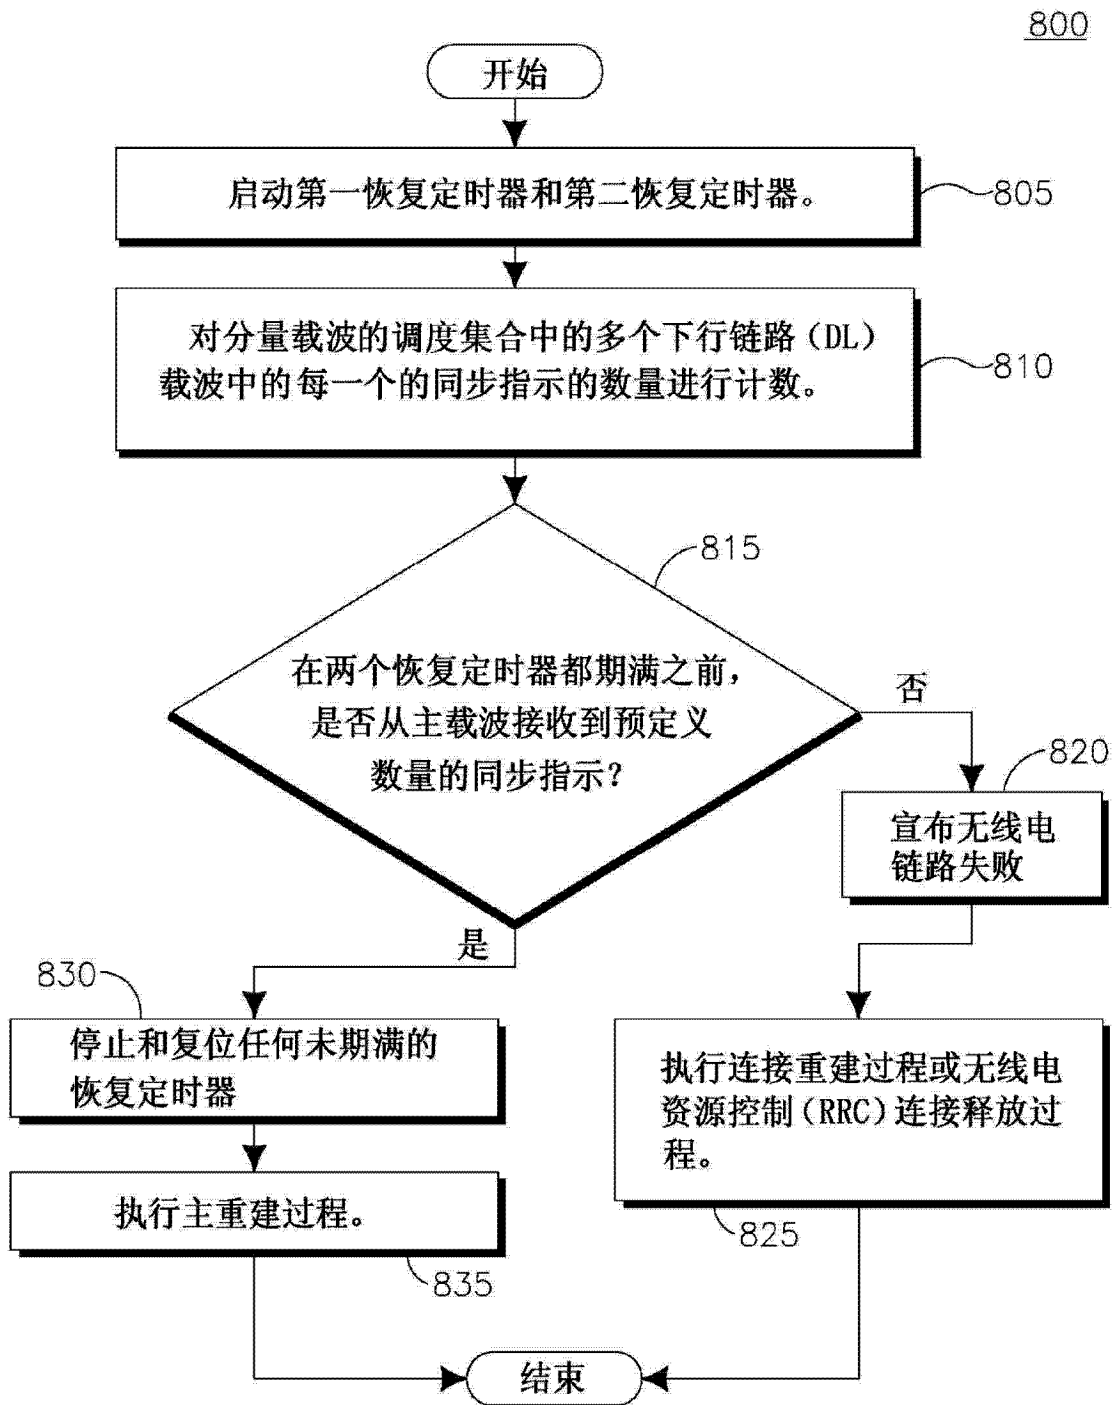 800
开始
启动第一恢复定时器和第二恢复定时器。
805
对分量载波的调度集合中的多个下行链路(DL)
载波中的每一个的同步指示的数量进行计数。
810
815
在两个恢复定时器都期满之前，
是否从主载波接收到预定义
数量的同步指示？
否
820
宣布无线电
链路失败
是
830
停止和复位任何未期满的
恢复定时器
执行连接重建过程或无线电
资源控制(RRC)连接释放过
程。
825
执行主重建过程。
835
结束